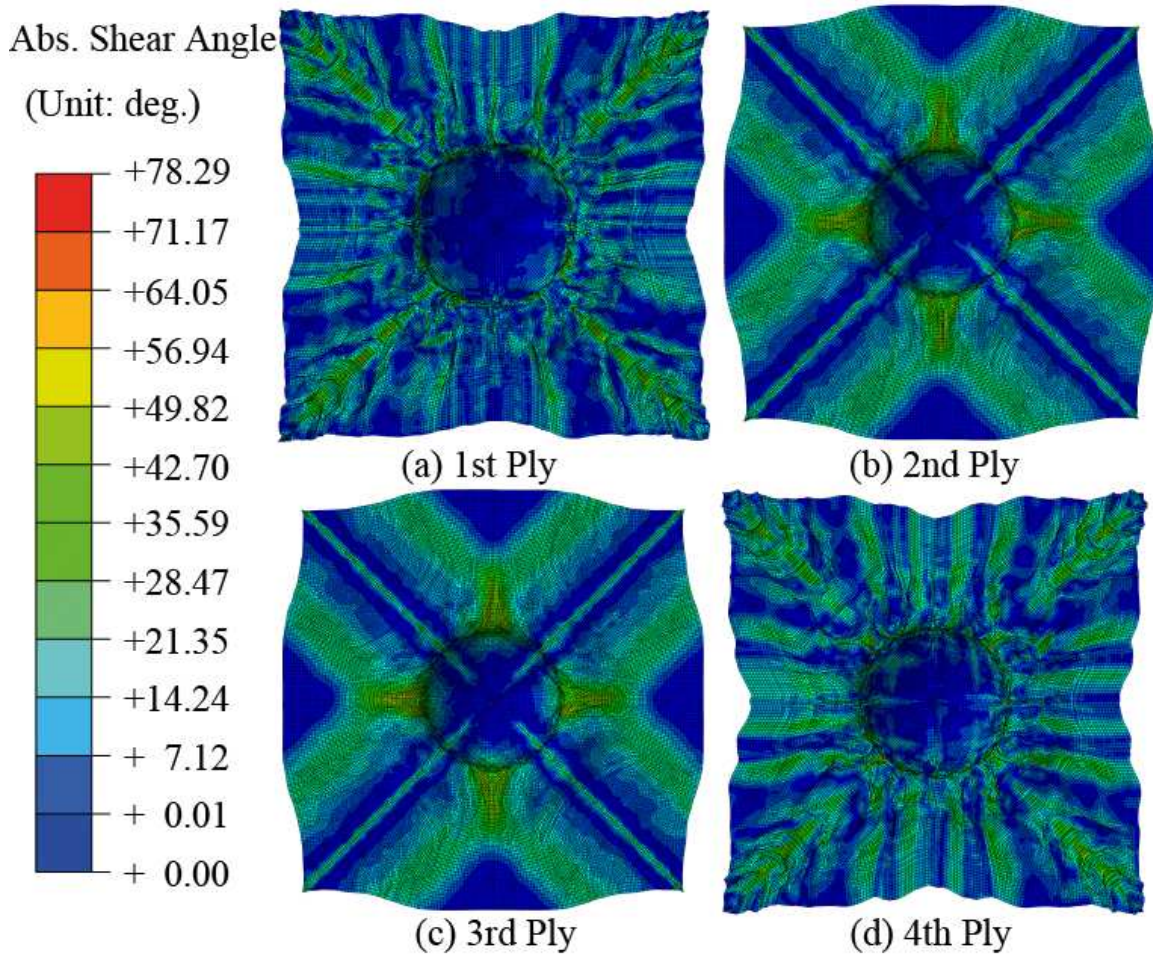 Abs. Shear Angle
(Unit: deg.)
+78.29
+71.17
+64.05
+56.94
+49.82
+42.70
+35.59
+28.47
+21.35
+14.24
+ 7.12
+ 0.01
+ 0.00
(a) 1st Ply
(b) 2nd Ply
(c) 3rd Ply
(d) 4th Ply